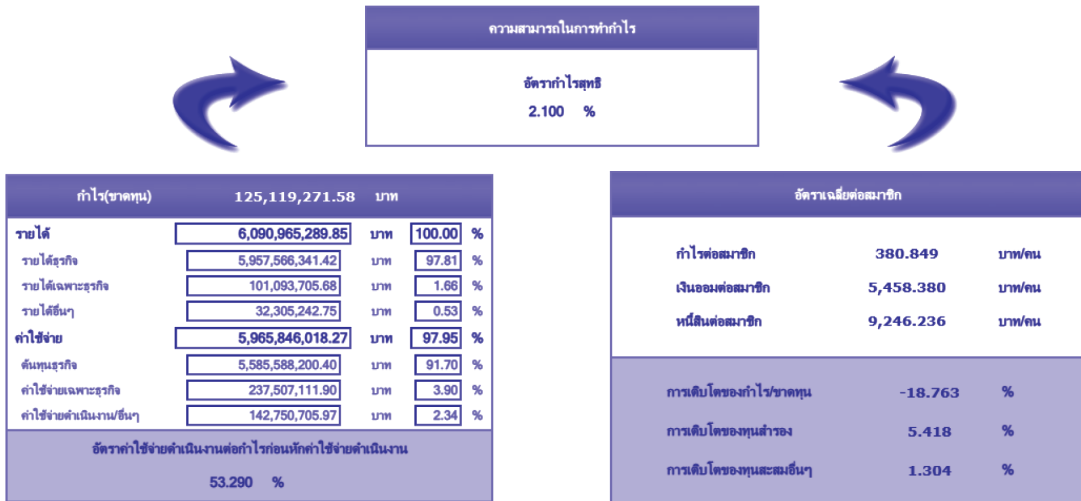 ความสามารถในการทำกำไร
อัตรากำไรสุทธิ
2.100 %
กำไร(ขาดทุน) 125,119,271.58 บาท
รายได้ 6,090,965,289.85 บาท 100.00 %
รายได้ธุรกิจ 5,957,566,341.42 บาท 97.81 %
รายได้เฉพาะธุรกิจ 101,093,705.68 บาท 1.66 %
รายได้อื่นๆ 32,305,242.75 บาท 0.53 %
ค่าใช้จ่าย 5,965,846,018.27 บาท 97.95 %
ต้นทุนธุรกิจ 5,585,588,200.40 บาท 91.70 %
ค่าใช้จ่ายเฉพาะธุรกิจ 237,507,111.90 บาท 3.90 %
ค่าใช้จ่ายดำเนินงาน/อื่นๆ 142,750,705.97 บาท 2.34 %
อัตราค่าใช้จ่ายดำเนินงานต่อกำไรก่อนหักค่าใช้จ่ายดำเนินงาน
53.290 %
อัตราเฉลี่ยต่อสมาชิก
กำไรต่อสมาชิก 380.849 บาท/คน
เงินออมต่อสมาชิก 5,458.380 บาท/คน
หนี้สินต่อสมาชิก 9,246.236 บาท/คน
การเติบโตของกำไร/ขาดทุน -18.763 %
การเติบโตของทุนสำรอง 5.418 %
การเติบโตของทุนสะสมอื่นๆ 1.304 %